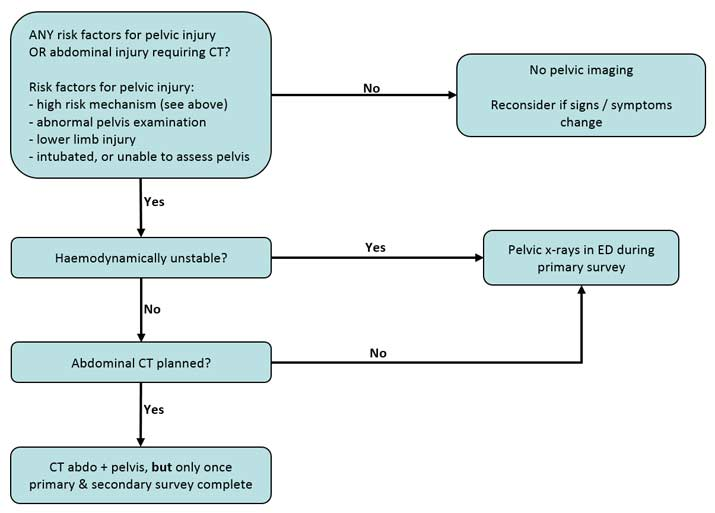 ANY risk factors for pelvic injury
OR abdominal injury requiring CT?
Risk factors for pelvic injury:
- high risk mechanism (see above)
- abnormal pelvis examination
- lower limb injury
- intubated, or unable to assess pelvis
No
No pelvic imaging
Reconsider if signs / symptoms
change
Yes
Haemodynamically unstable?
Yes
Pelvic x-rays in ED during
primary survey
No
Abdominal CT planned?
No
Yes
CT abdo + pelvis, but only once
primary & secondary survey complete